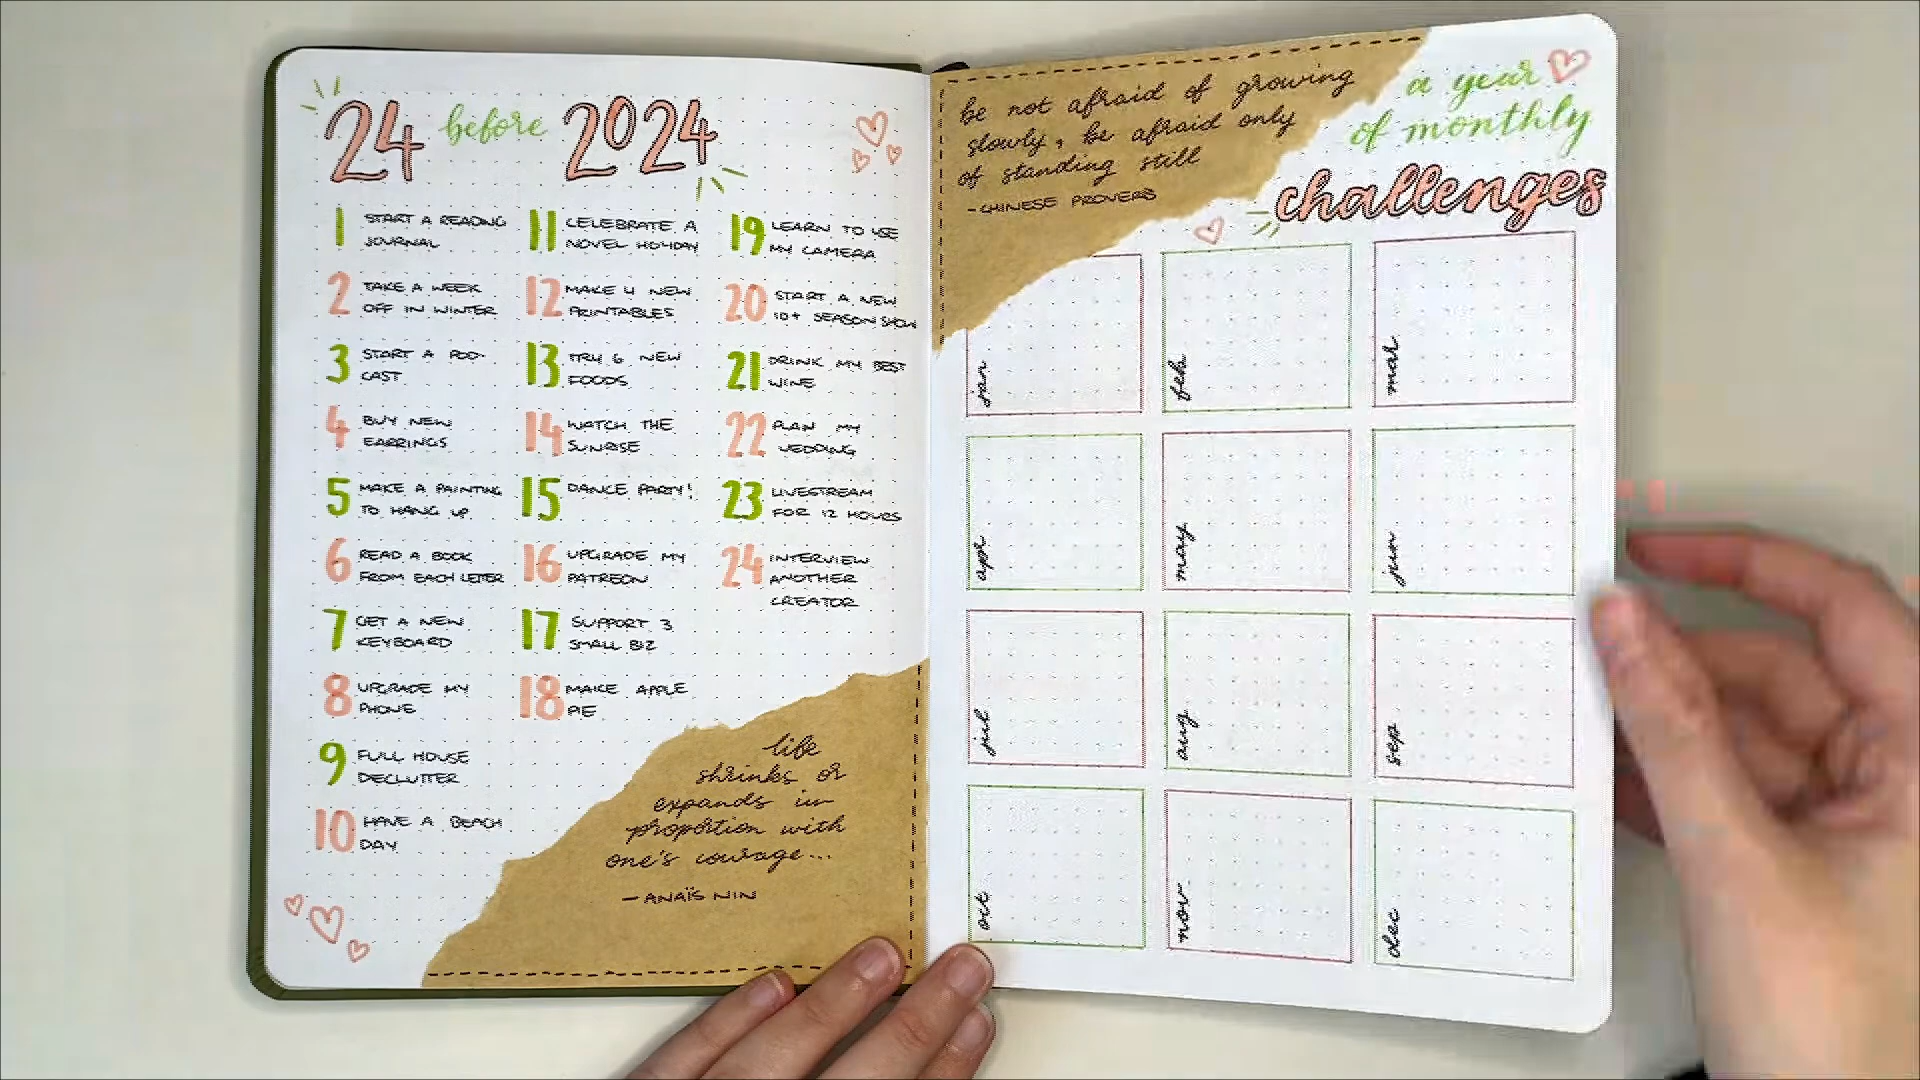 24 before 2024
1 START A READING
JOURNAL
2 TAKE A WEEK
OFF IN WINTER
3 START A POD-
CAST
4 BUY NEW
EARRINGS
5 MAKE A PAINTING
TO HANG UP
6 READ A BOOK
FROM EACH LETER
7 GET A NEW
KEYBOARD
8 UPGRADE MY
PHONE
9 FULL HOUSE
DECLUTTER
10 HAVE A BEACH
DAY
11 CELEBRATE A
NOVEL HOLIDAY
12 MAKE 4 NEW
PRINTABLES
13 TRY 6 NEW
FOODS
14 WATCH THE
SUNRISE
15 DANCE PARTY!
16 UPGRADE MY
PATREON
17 SUPPORT 3
SMALL BIZ
18 MAKE APPLE
PIE
19 LEARN TO USE
MY CAMERA
20 START A NEW
10+ SEASON SHOW
21 DRINK MY BEST
WINE
22 PLAN MY
WEDDING
23 LIVESTREAM
FOR 12 HOURS
24 INTERVIEW
ANOTHER
CREATOR
life
shrinks or
expands in
proportion with
one's courage...
—ANAÏS NIN
be not afraid of growing
slowly, be afraid only
of standing still
-CHINESE PROVERB
a year
of monthly
challenges
jan
feb
mar
apr
may
jun
jul
aug
sep
oct
nov
dec